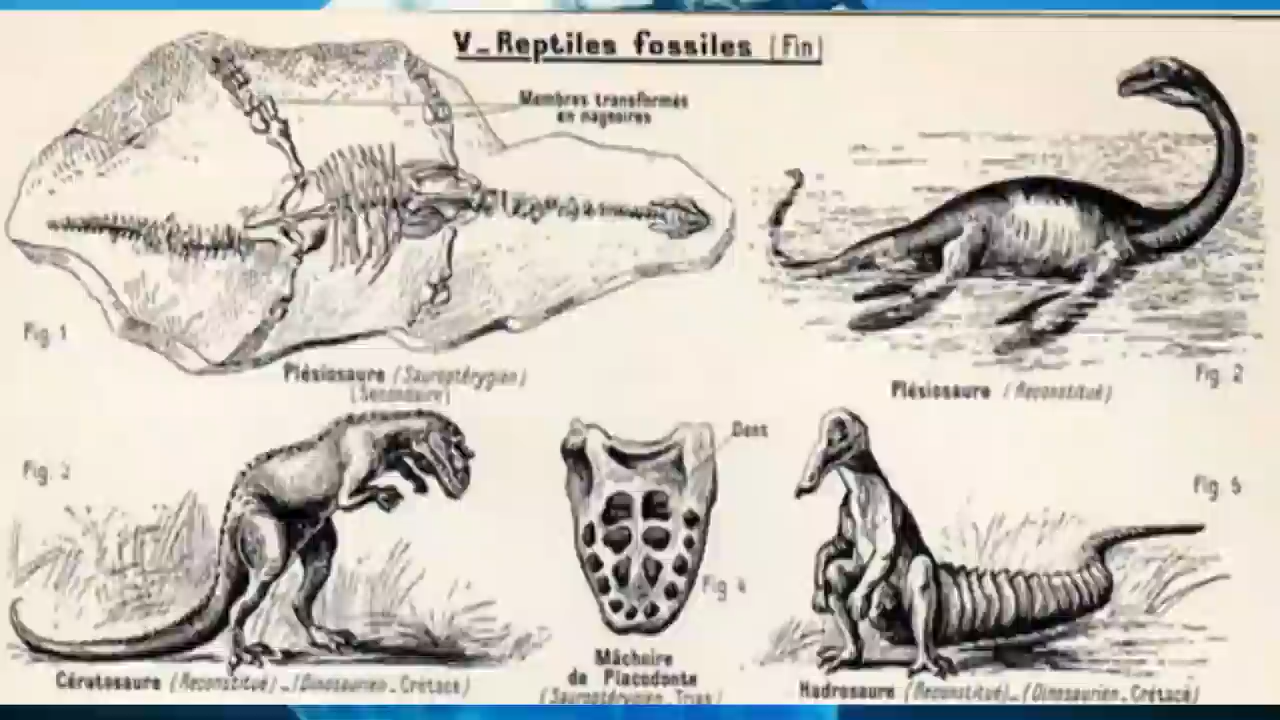 V_Reptiles fossiles (Fin)
Membres transformés
en nageoires
Fig. 1
Plésiosaure (Sauroptérygien)
(Secondaire)
Fig. 2
Plésiosaure (Reconstitué)
Fig. 3
Cératosaure (Reconstitué)_(Dinosaurien_Crétacé)
Dent
Fig. 4
Mâchoire
de Placodonte
(Sauroptérygien_Trias)
Fig. 5
Hadrosaure (Reconstitué)_(Dinosaurien_Crétacé)